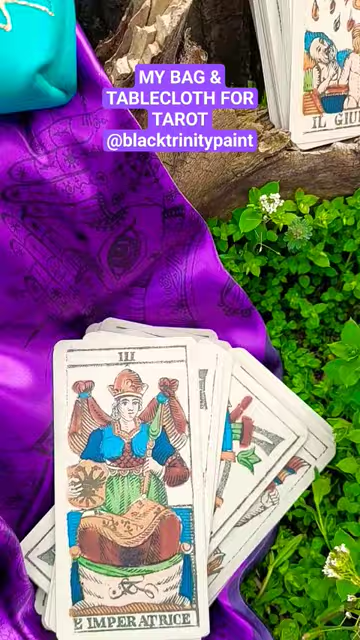 MY BAG &
TABLECLOTH FOR
TAROT
@blacktrinitypaint
IL GIU
III
IMPERATRICE